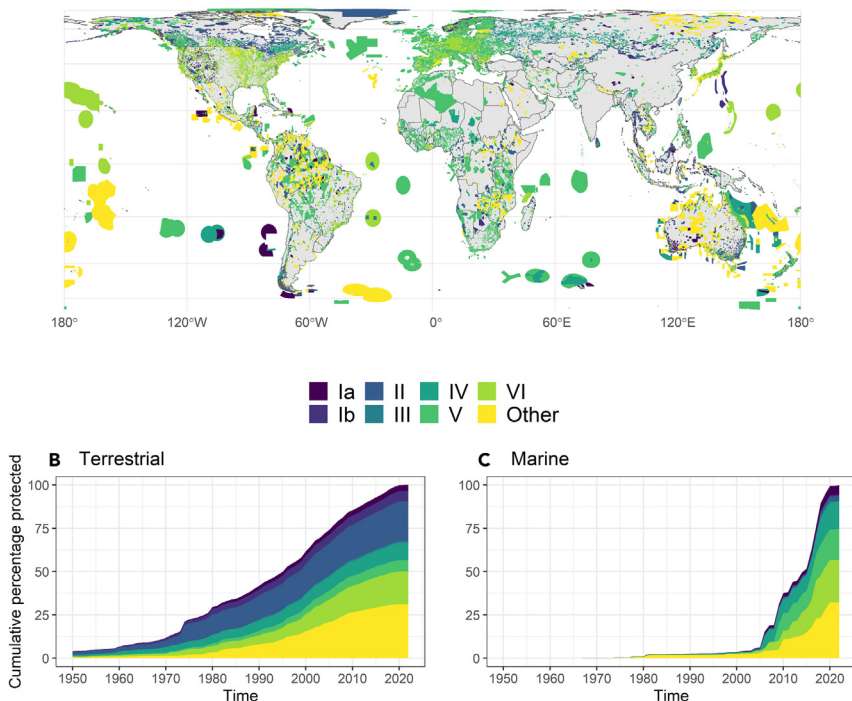 180° 120°W 60°W 0° 60°E 120°E 180°
Ia II IV VI
Ib III V Other
B Terrestrial
C Marine
Cumulative percentage protected
100
75
50
25
0
1950 1960 1970 1980 1990 2000 2010 2020
Time
100
75
50
25
0
1950 1960 1970 1980 1990 2000 2010 2020
Time